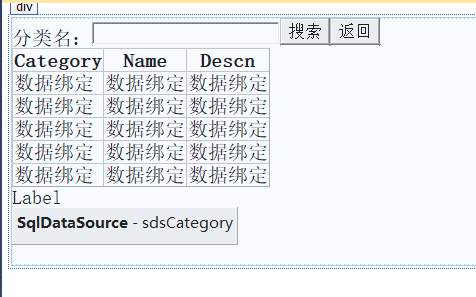 div
分类名： 搜索 返回
Category Name Descn
数据绑定 数据绑定 数据绑定
数据绑定 数据绑定 数据绑定
数据绑定 数据绑定 数据绑定
数据绑定 数据绑定 数据绑定
数据绑定 数据绑定 数据绑定
Label
SqlDataSource - sdsCategory